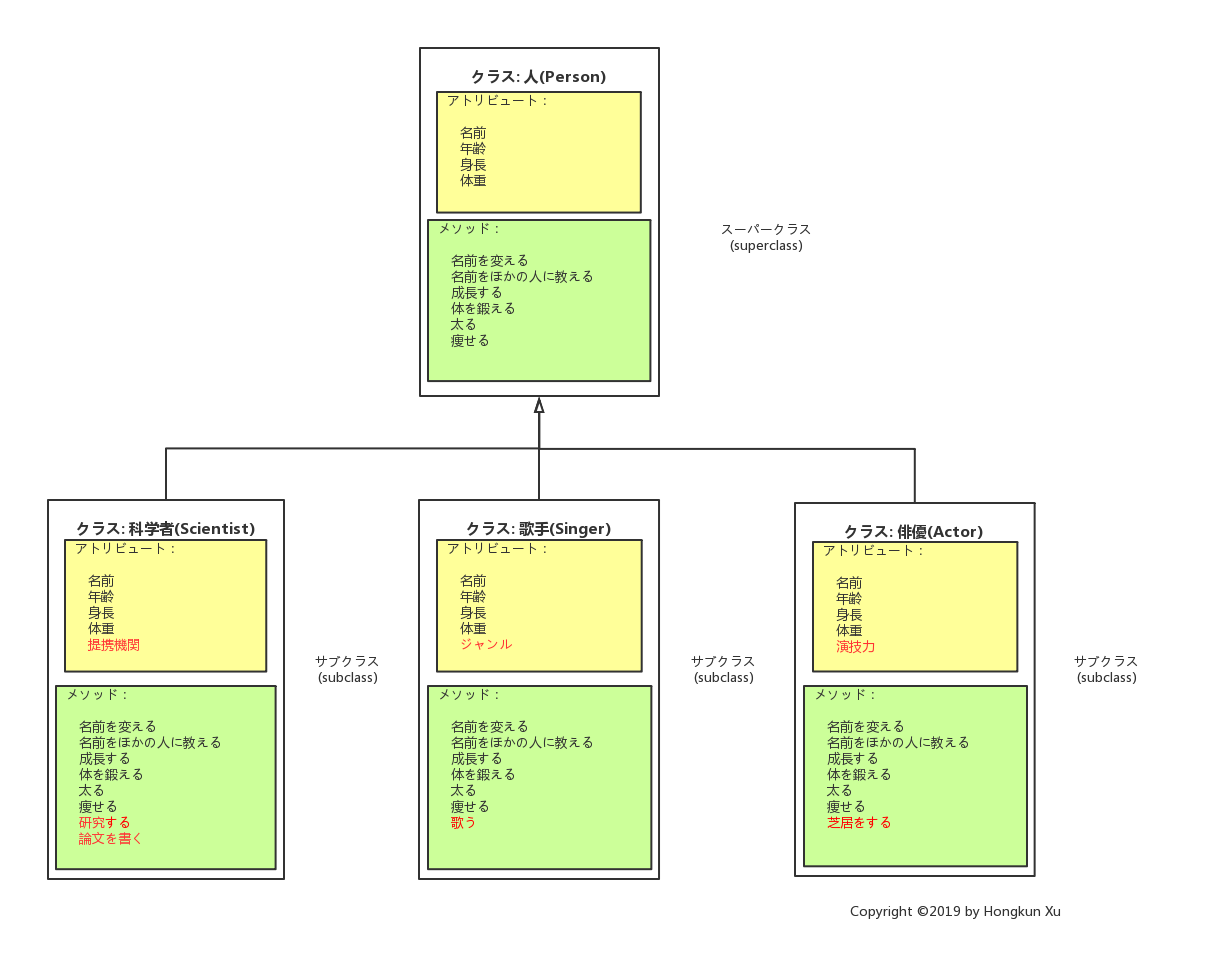 クラス: 人(Person)
アトリビュート：
名前
年齢
身長
体重
メソッド：
名前を変える
名前をほかの人に教える
成長する
体を鍛える
太る
痩せる
スーパークラス
(superclass)
クラス: 科学者(Scientist)
アトリビュート：
名前
年齢
身長
体重
提携機関
メソッド：
名前を変える
名前をほかの人に教える
成長する
体を鍛える
太る
痩せる
研究する
論文を書く
サブクラス
(subclass)
クラス: 歌手(Singer)
アトリビュート：
名前
年齢
身長
体重
ジャンル
メソッド：
名前を変える
名前をほかの人に教える
成長する
体を鍛える
太る
痩せる
歌う
サブクラス
(subclass)
クラス: 俳優(Actor)
アトリビュート：
名前
年齢
身長
体重
演技力
メソッド：
名前を変える
名前をほかの人に教える
成長する
体を鍛える
太る
痩せる
芝居をする
サブクラス
(subclass)
Copyright ©2019 by Hongkun Xu